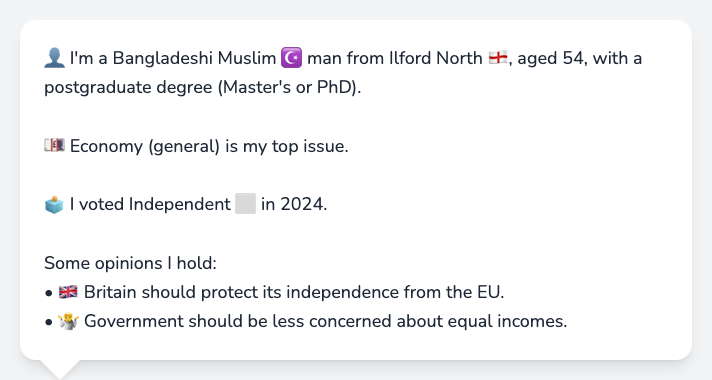 👤 I'm a Bangladeshi Muslim ☪️ man from Ilford North 🏴󠁧󠁢󠁥󠁮󠁧󠁿, aged 54, with a
postgraduate degree (Master's or PhD).
💷 Economy (general) is my top issue.
🗳️ I voted Independent ⬜ in 2024.
Some opinions I hold:
• 🇬🇧 Britain should protect its independence from the EU.
• 🤷 Government should be less concerned about equal incomes.